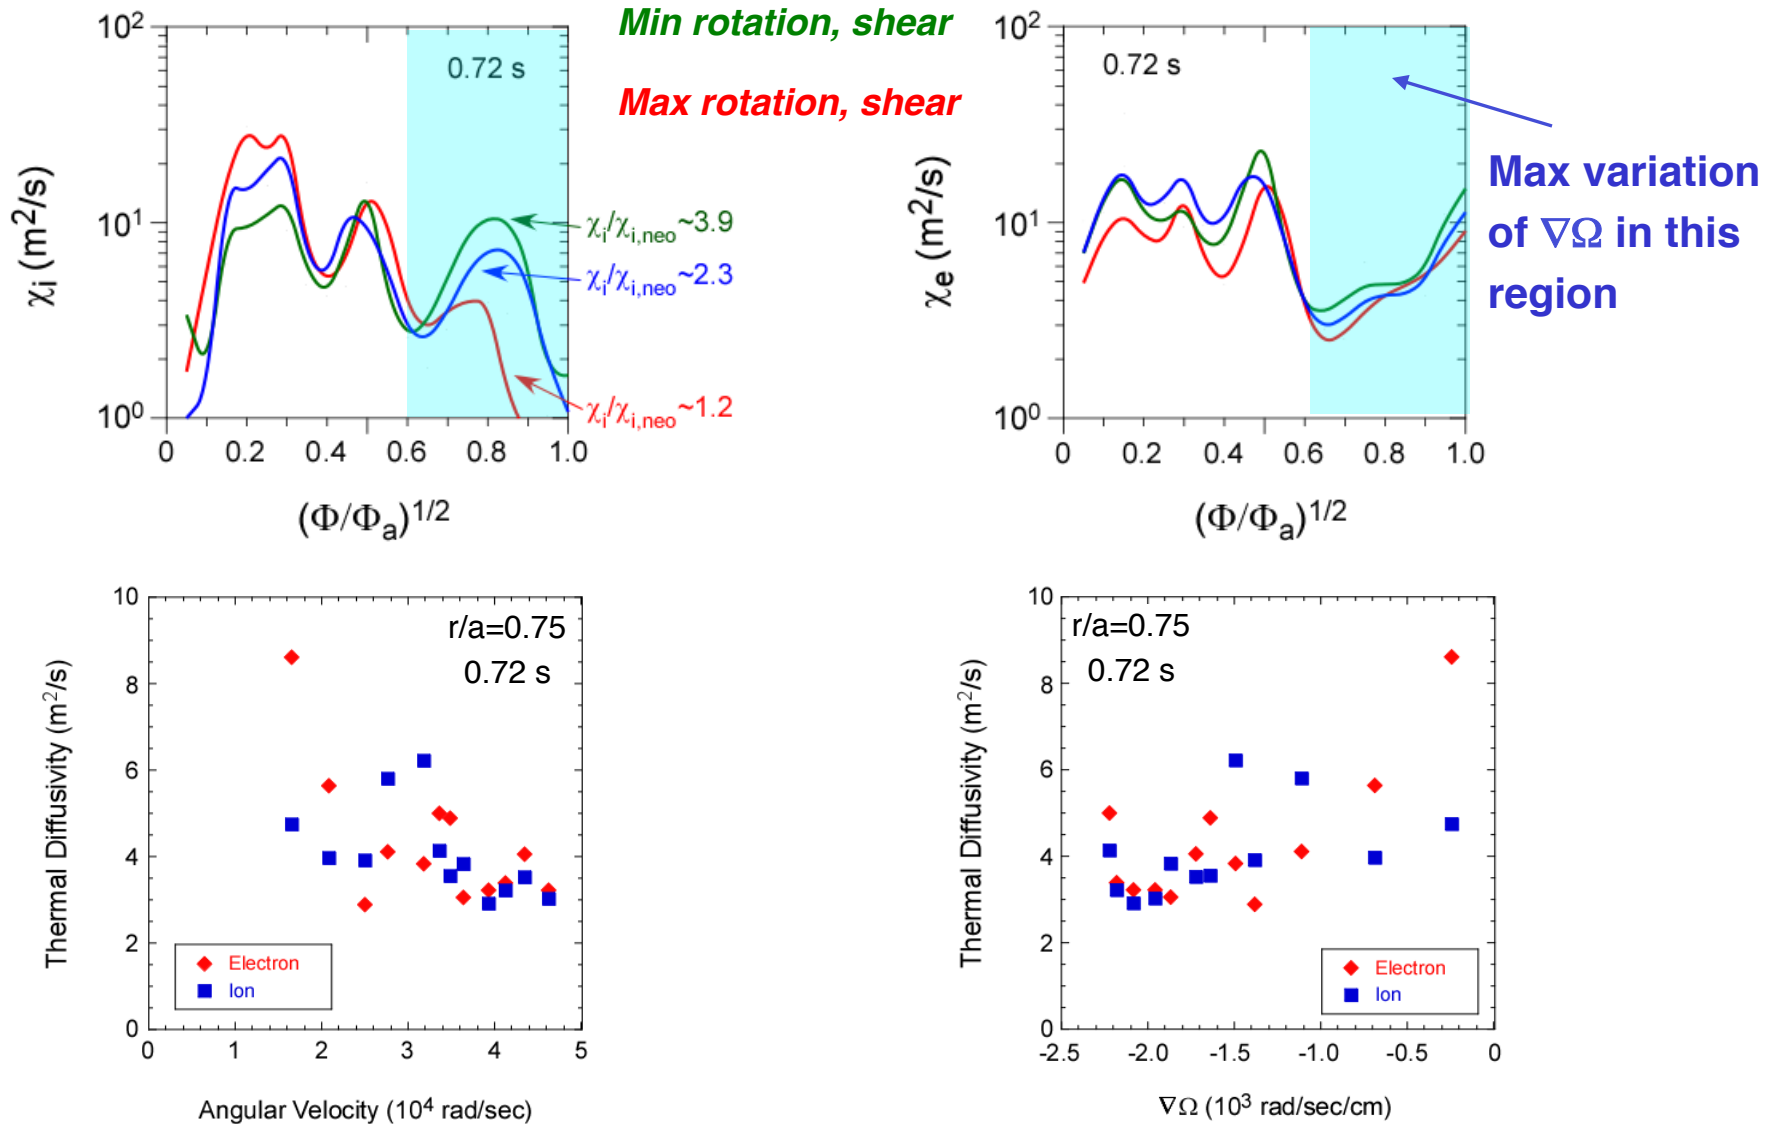 Min rotation, shear
Max rotation, shear
10²
10¹
10⁰
χi (m²/s)
0.72 s
0 0.2 0.4 0.6 0.8 1.0
(Φ/Φa)1/2
χi/χi,neo~3.9
χi/χi,neo~2.3
χi/χi,neo~1.2
10²
10¹
10⁰
χe (m²/s)
0.72 s
0 0.2 0.4 0.6 0.8 1.0
(Φ/Φa)1/2
Max variation
of ∇Ω in this
region
10
8
6
4
2
0
Thermal Diffusivity (m²/s)
r/a=0.75
0.72 s
Electron
Ion
0 1 2 3 4 5
Angular Velocity (10⁴ rad/sec)
10
8
6
4
2
0
Thermal Diffusivity (m²/s)
r/a=0.75
0.72 s
Electron
Ion
-2.5 -2.0 -1.5 -1.0 -0.5 0
∇Ω (10³ rad/sec/cm)